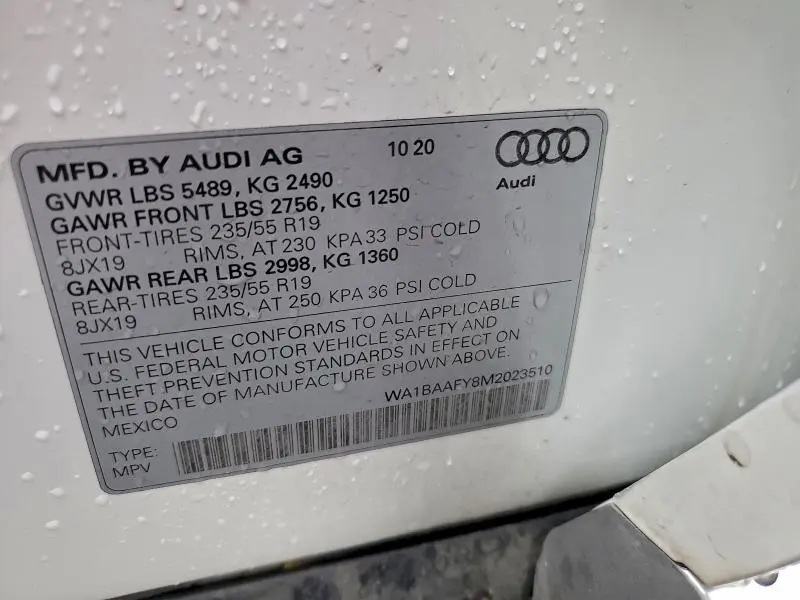 MFD. BY AUDI AG 10 20
Audi
GVWR LBS 5489, KG 2490
GAWR FRONT LBS 2756, KG 1250
FRONT-TIRES 235/55 R19
8JX19 RIMS, AT 230 KPA 33 PSI COLD
GAWR REAR LBS 2998, KG 1360
REAR-TIRES 235/55 R19
8JX19 RIMS, AT 250 KPA 36 PSI COLD
THIS VEHICLE CONFORMS TO ALL APPLICABLE
U.S. FEDERAL MOTOR VEHICLE SAFETY AND
THEFT PREVENTION STANDARDS IN EFFECT ON
THE DATE OF MANUFACTURE SHOWN ABOVE.
MEXICO WA1BAAFY8M2023510
TYPE:
MPV